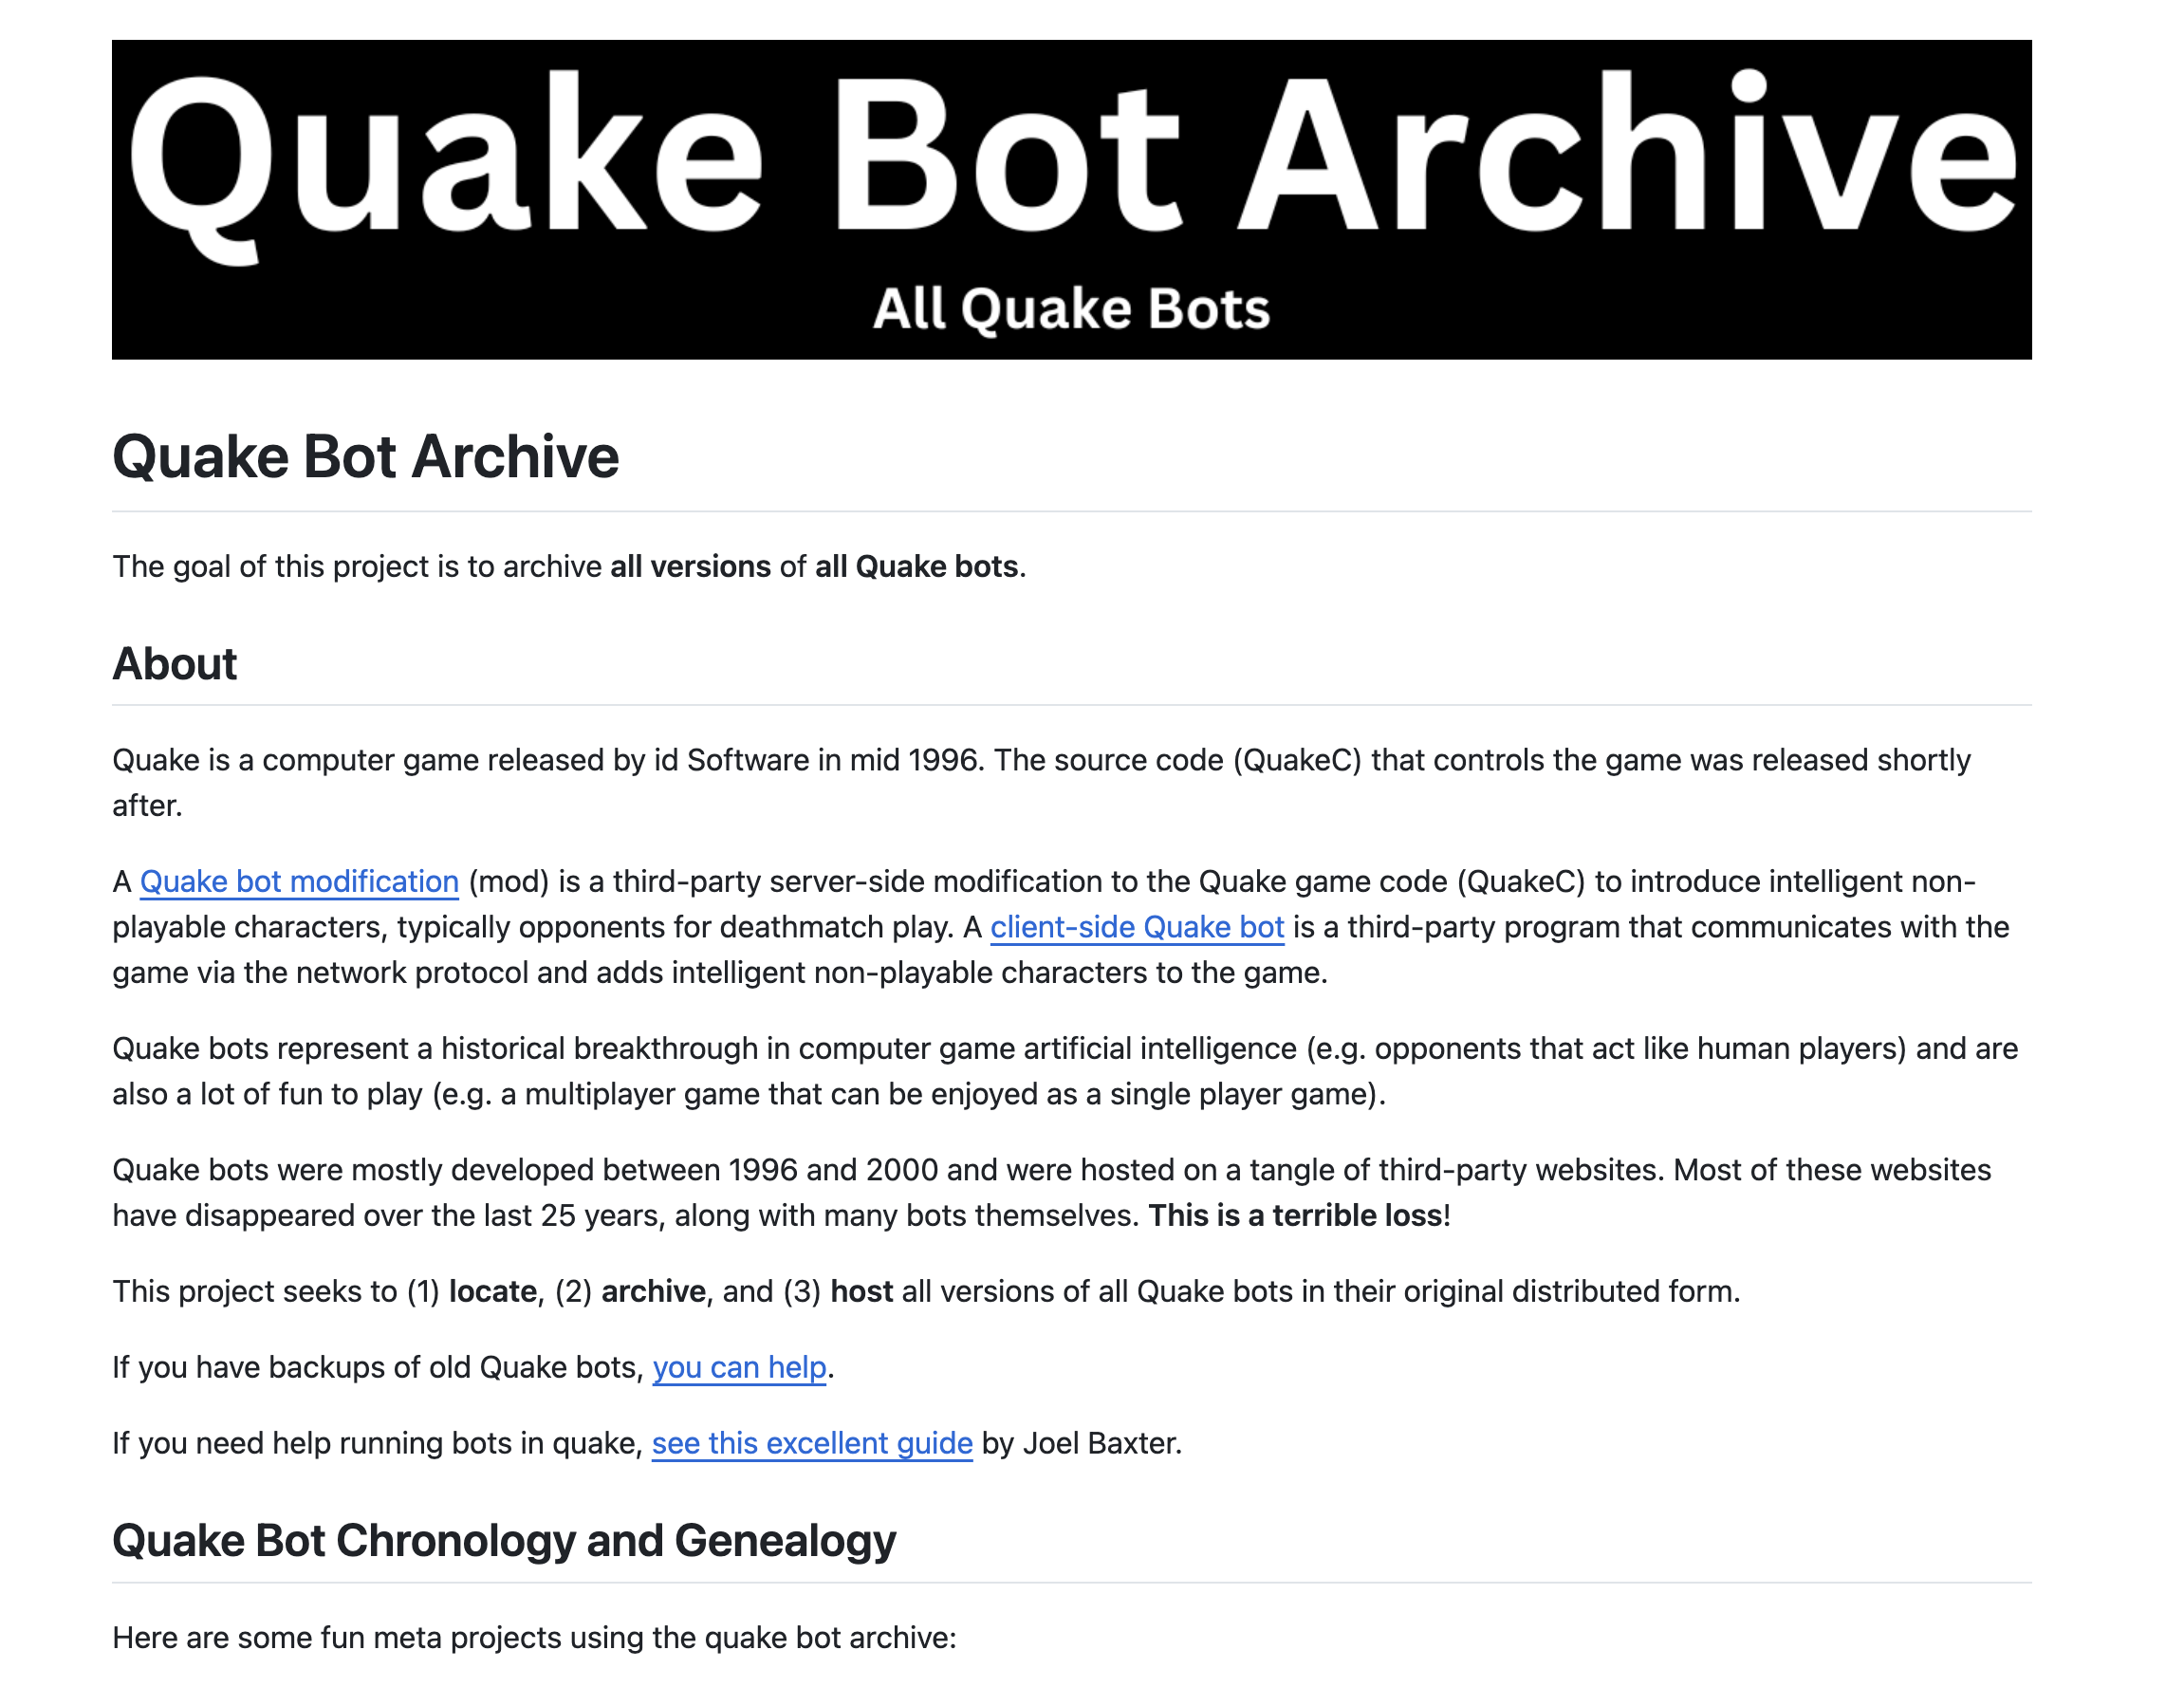 Quake Bot Archive
All Quake Bots
Quake Bot Archive
The goal of this project is to archive all versions of all Quake bots.
About
Quake is a computer game released by id Software in mid 1996. The source code (QuakeC) that controls the game was released shortly
after.
A Quake bot modification (mod) is a third-party server-side modification to the Quake game code (QuakeC) to introduce intelligent non-
playable characters, typically opponents for deathmatch play. A client-side Quake bot is a third-party program that communicates with the
game via the network protocol and adds intelligent non-playable characters to the game.
Quake bots represent a historical breakthrough in computer game artificial intelligence (e.g. opponents that act like human players) and are
also a lot of fun to play (e.g. a multiplayer game that can be enjoyed as a single player game).
Quake bots were mostly developed between 1996 and 2000 and were hosted on a tangle of third-party websites. Most of these websites
have disappeared over the last 25 years, along with many bots themselves. This is a terrible loss!
This project seeks to (1) locate, (2) archive, and (3) host all versions of all Quake bots in their original distributed form.
If you have backups of old Quake bots, you can help.
If you need help running bots in quake, see this excellent guide by Joel Baxter.
Quake Bot Chronology and Genealogy
Here are some fun meta projects using the quake bot archive: